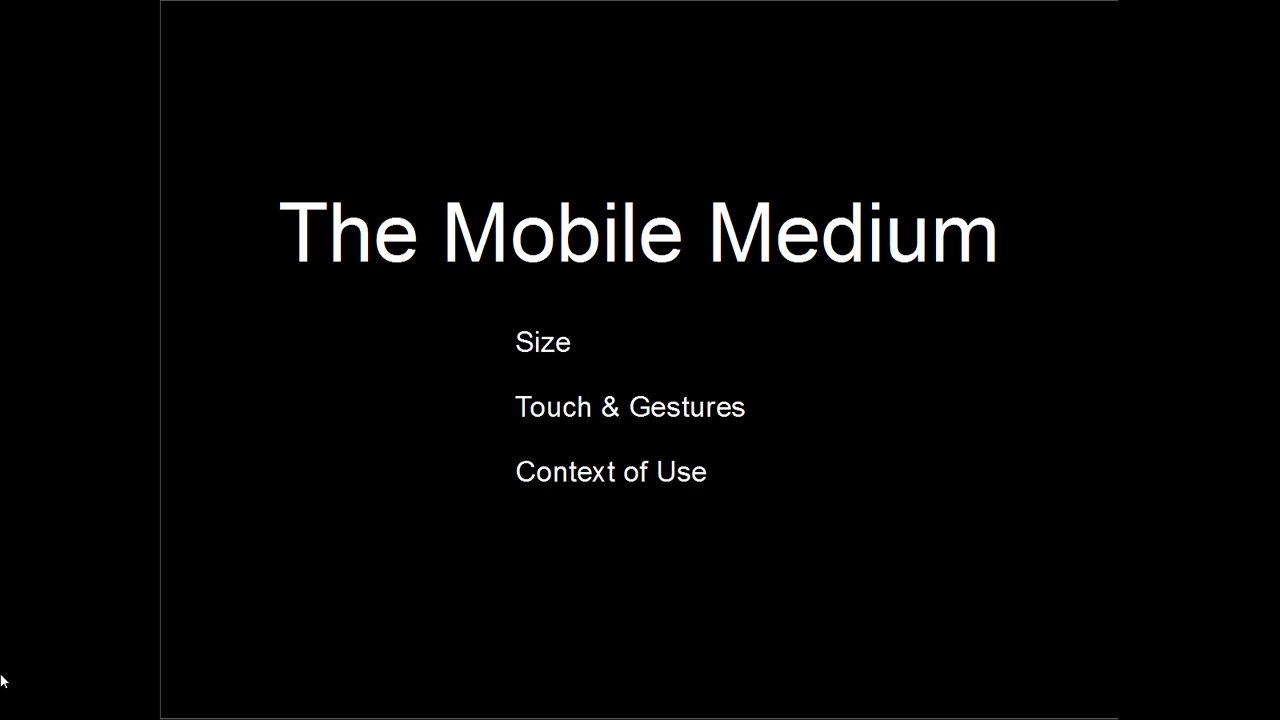 The Mobile Medium
Size
Touch & Gestures
Context of Use